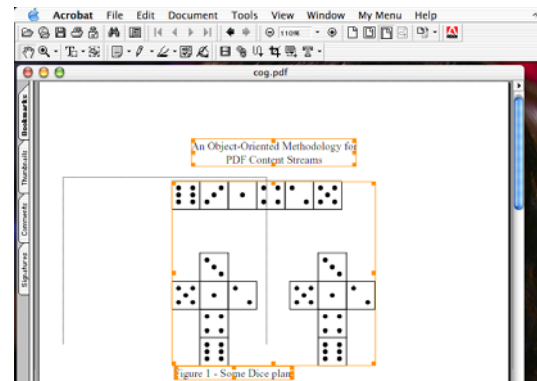 Acrobat File Edit Document Tools View Window My Menu Help
110%
cog.pdf
Bookmarks
Thumbnails
Comments
Signatures
An Object-Oriented Methodology for
PDF Content Streams
Figure 1 - Some Dice plans